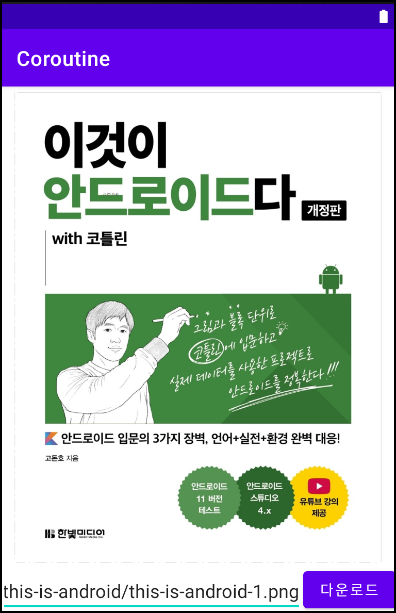 Coroutine
이것이
안드로이드다 개정판
with 코틀린
그림과 블록 단위로
코틀린에 입문하고
실제 데이터를 사용한 프로젝트로
안드로이드를 정복한다!!!
안드로이드 입문의 3가지 장벽, 언어+실전+환경 완벽 대응!
고돈호 지음
안드로이드
11 버전
테스트
안드로이드
스튜디오
4.x
유튜브 강의
제공
한빛미디어
this-is-android/this-is-android-1.png
다운로드